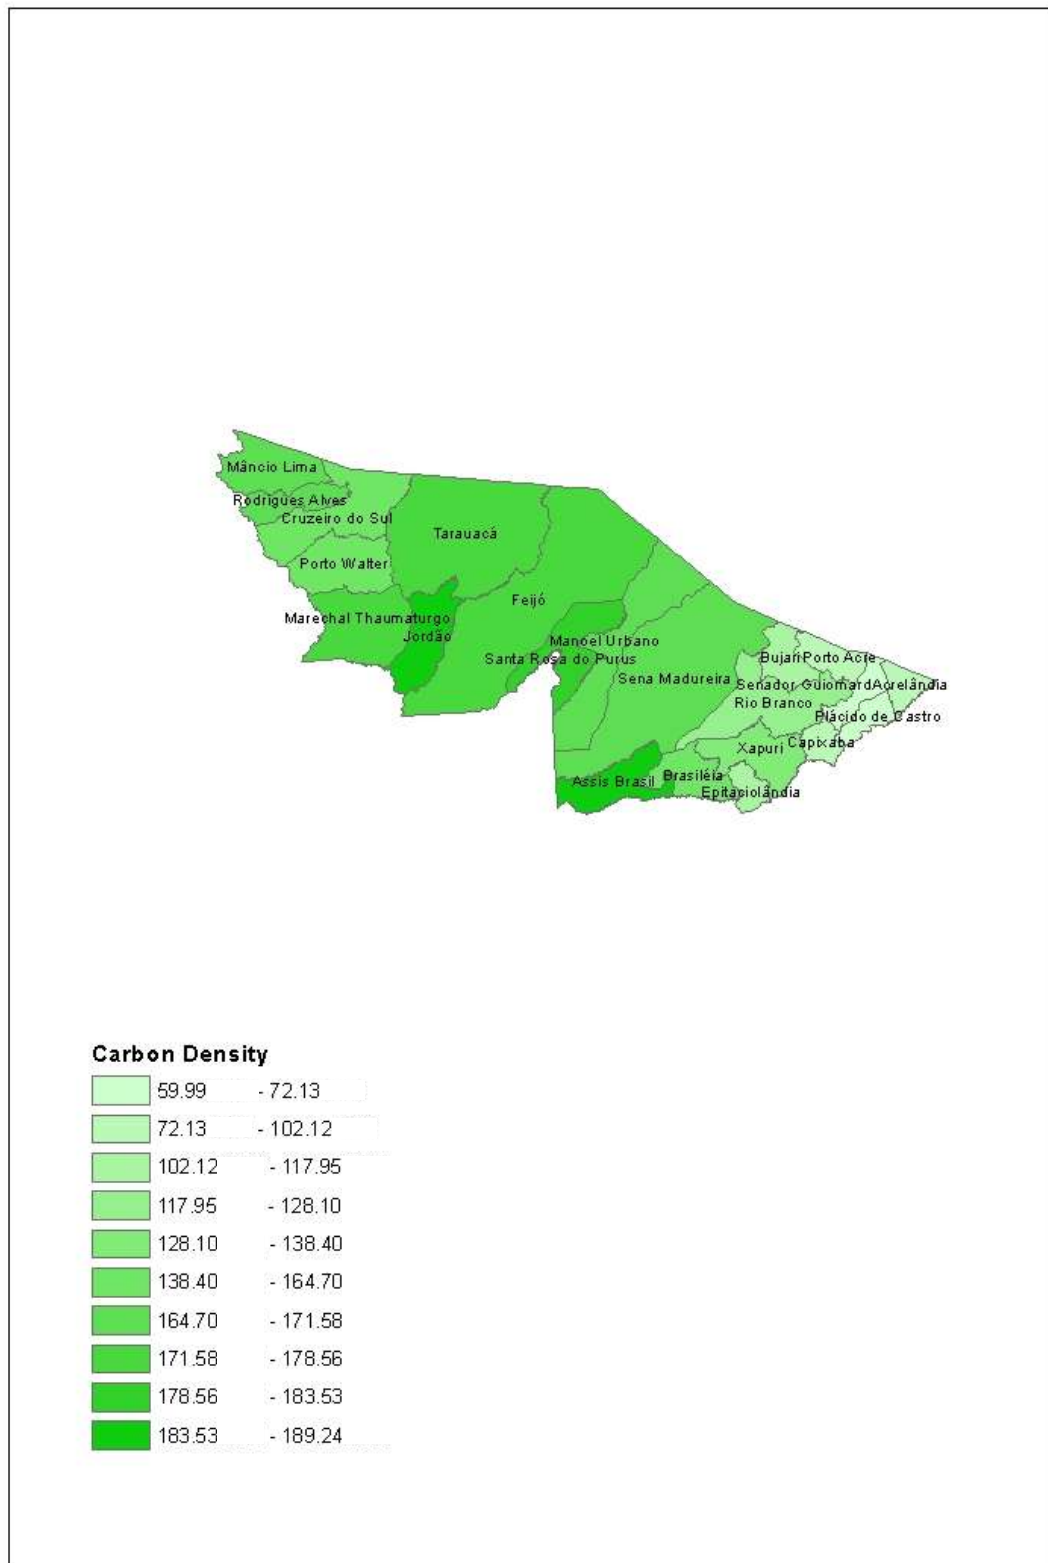 Mâncio Lima
Rodrigues Alves
Cruzeiro do Sul
Tarauacá
Porto Walter
Feijó
Marechal Thaumaturgo
Jordão
Manoel Urbano
Santa Rosa do Purus
Sena Madureira
Bujari
Porto Acre
Senador Guiomard
Acrelândia
Rio Branco
Plácido de Castro
Xapuri
Capixaba
Assis Brasil
Brasiléia
Epitaciolândia
Carbon Density
59.99 - 72.13
72.13 - 102.12
102.12 - 117.95
117.95 - 128.10
128.10 - 138.40
138.40 - 164.70
164.70 - 171.58
171.58 - 178.56
178.56 - 183.53
183.53 - 189.24